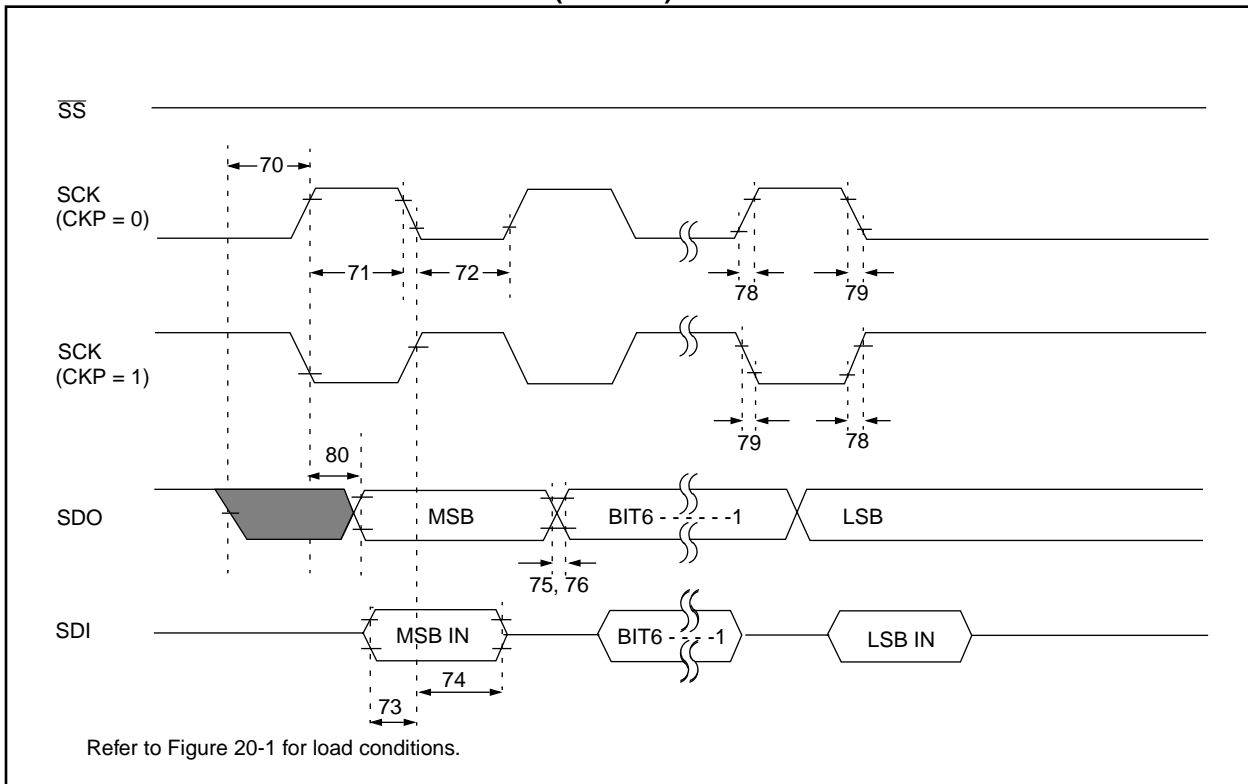 SS
70
SCK
(CKP = 0)
71
72
78
79
SCK
(CKP = 1)
79
78
80
SDO
MSB
BIT6 - - - - - -1
LSB
75, 76
SDI
MSB IN
BIT6 - - - -1
LSB IN
74
73
Refer to Figure 20-1 for load conditions.